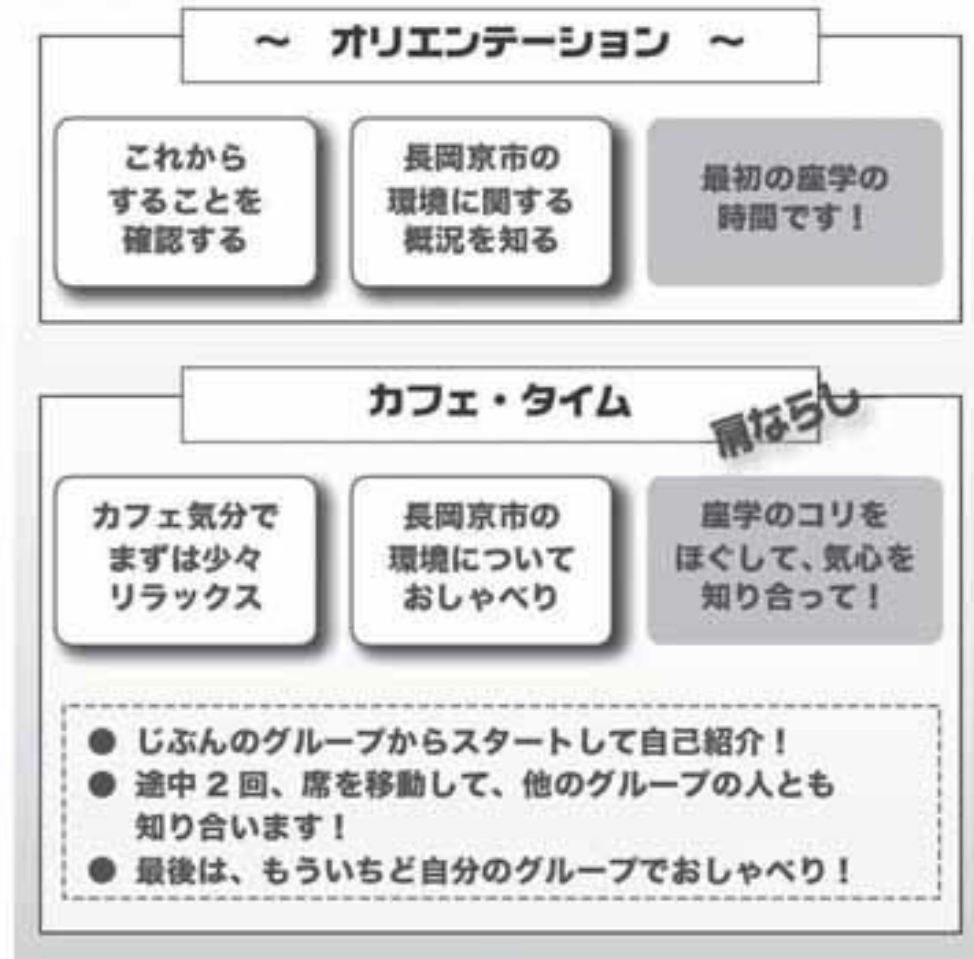 ～ オリエンテーション ～
これから
することを
確認する
長岡京市の
環境に関する
概況を知る
最初の座学の
時間です！
カフェ・タイム
肩ならし
カフェ気分で
まずは少々
リラックス
長岡京市の
環境について
おしゃべり
座学のコリを
ほぐして、気心を
知り合って！
● じぶんのグループからスタートして自己紹介！
● 途中 2 回、席を移動して、他のグループの人とも
知り合います！
● 最後は、もういちど自分のグループでおしゃべり！